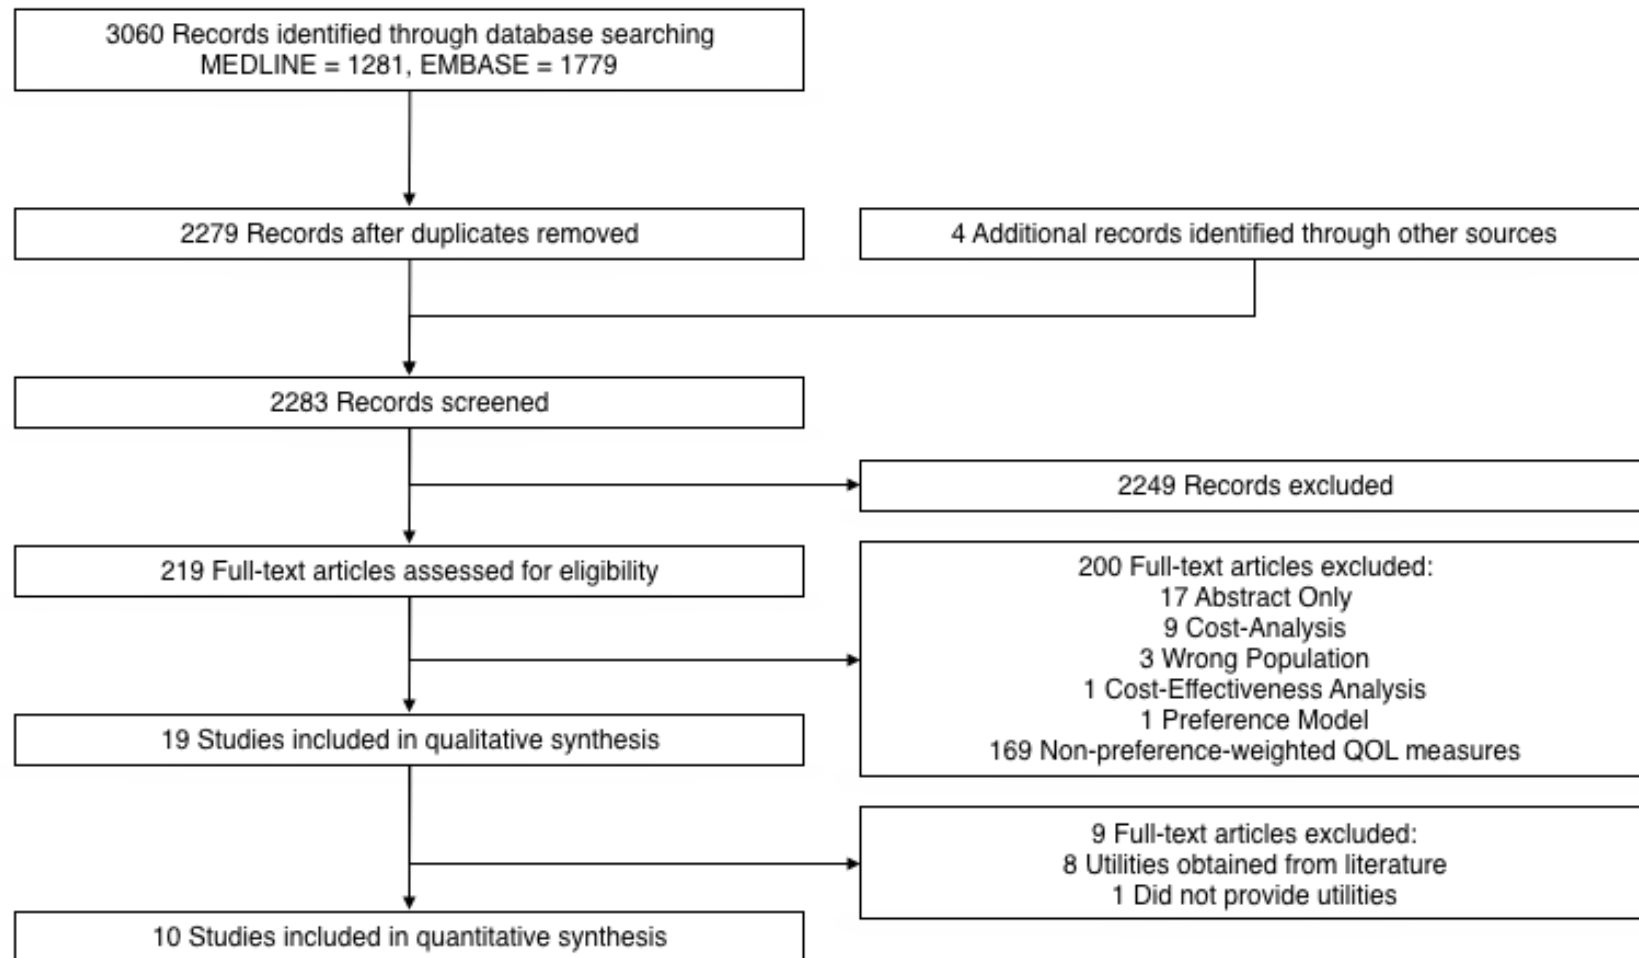 3060 Records identified through database searching
MEDLINE = 1281, EMBASE = 1779
2279 Records after duplicates removed
4 Additional records identified through other sources
2283 Records screened
2249 Records excluded
219 Full-text articles assessed for eligibility
200 Full-text articles excluded:
17 Abstract Only
9 Cost-Analysis
3 Wrong Population
1 Cost-Effectiveness Analysis
1 Preference Model
169 Non-preference-weighted QOL measures
19 Studies included in qualitative synthesis
9 Full-text articles excluded:
8 Utilities obtained from literature
1 Did not provide utilities
10 Studies included in quantitative synthesis